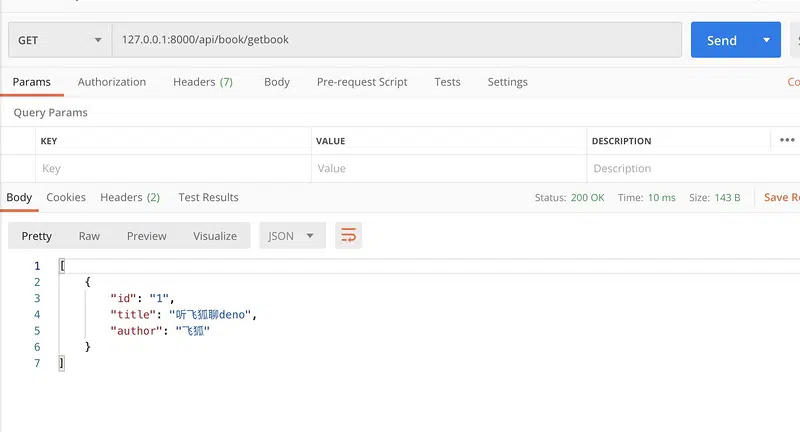 GET 127.0.0.1:8000/api/book/getbook Send
Params Authorization Headers (7) Body Pre-request Script Tests Settings Co
Query Params
KEY VALUE DESCRIPTION
Key Value Description
Body Cookies Headers (2) Test Results Status: 200 OK Time: 10 ms Size: 143 B Save Re
Pretty Raw Preview Visualize JSON
1 [
2 {
3 "id": "1",
4 "title": "听飞狐聊deno",
5 "author": "飞狐"
6 }
7 ]